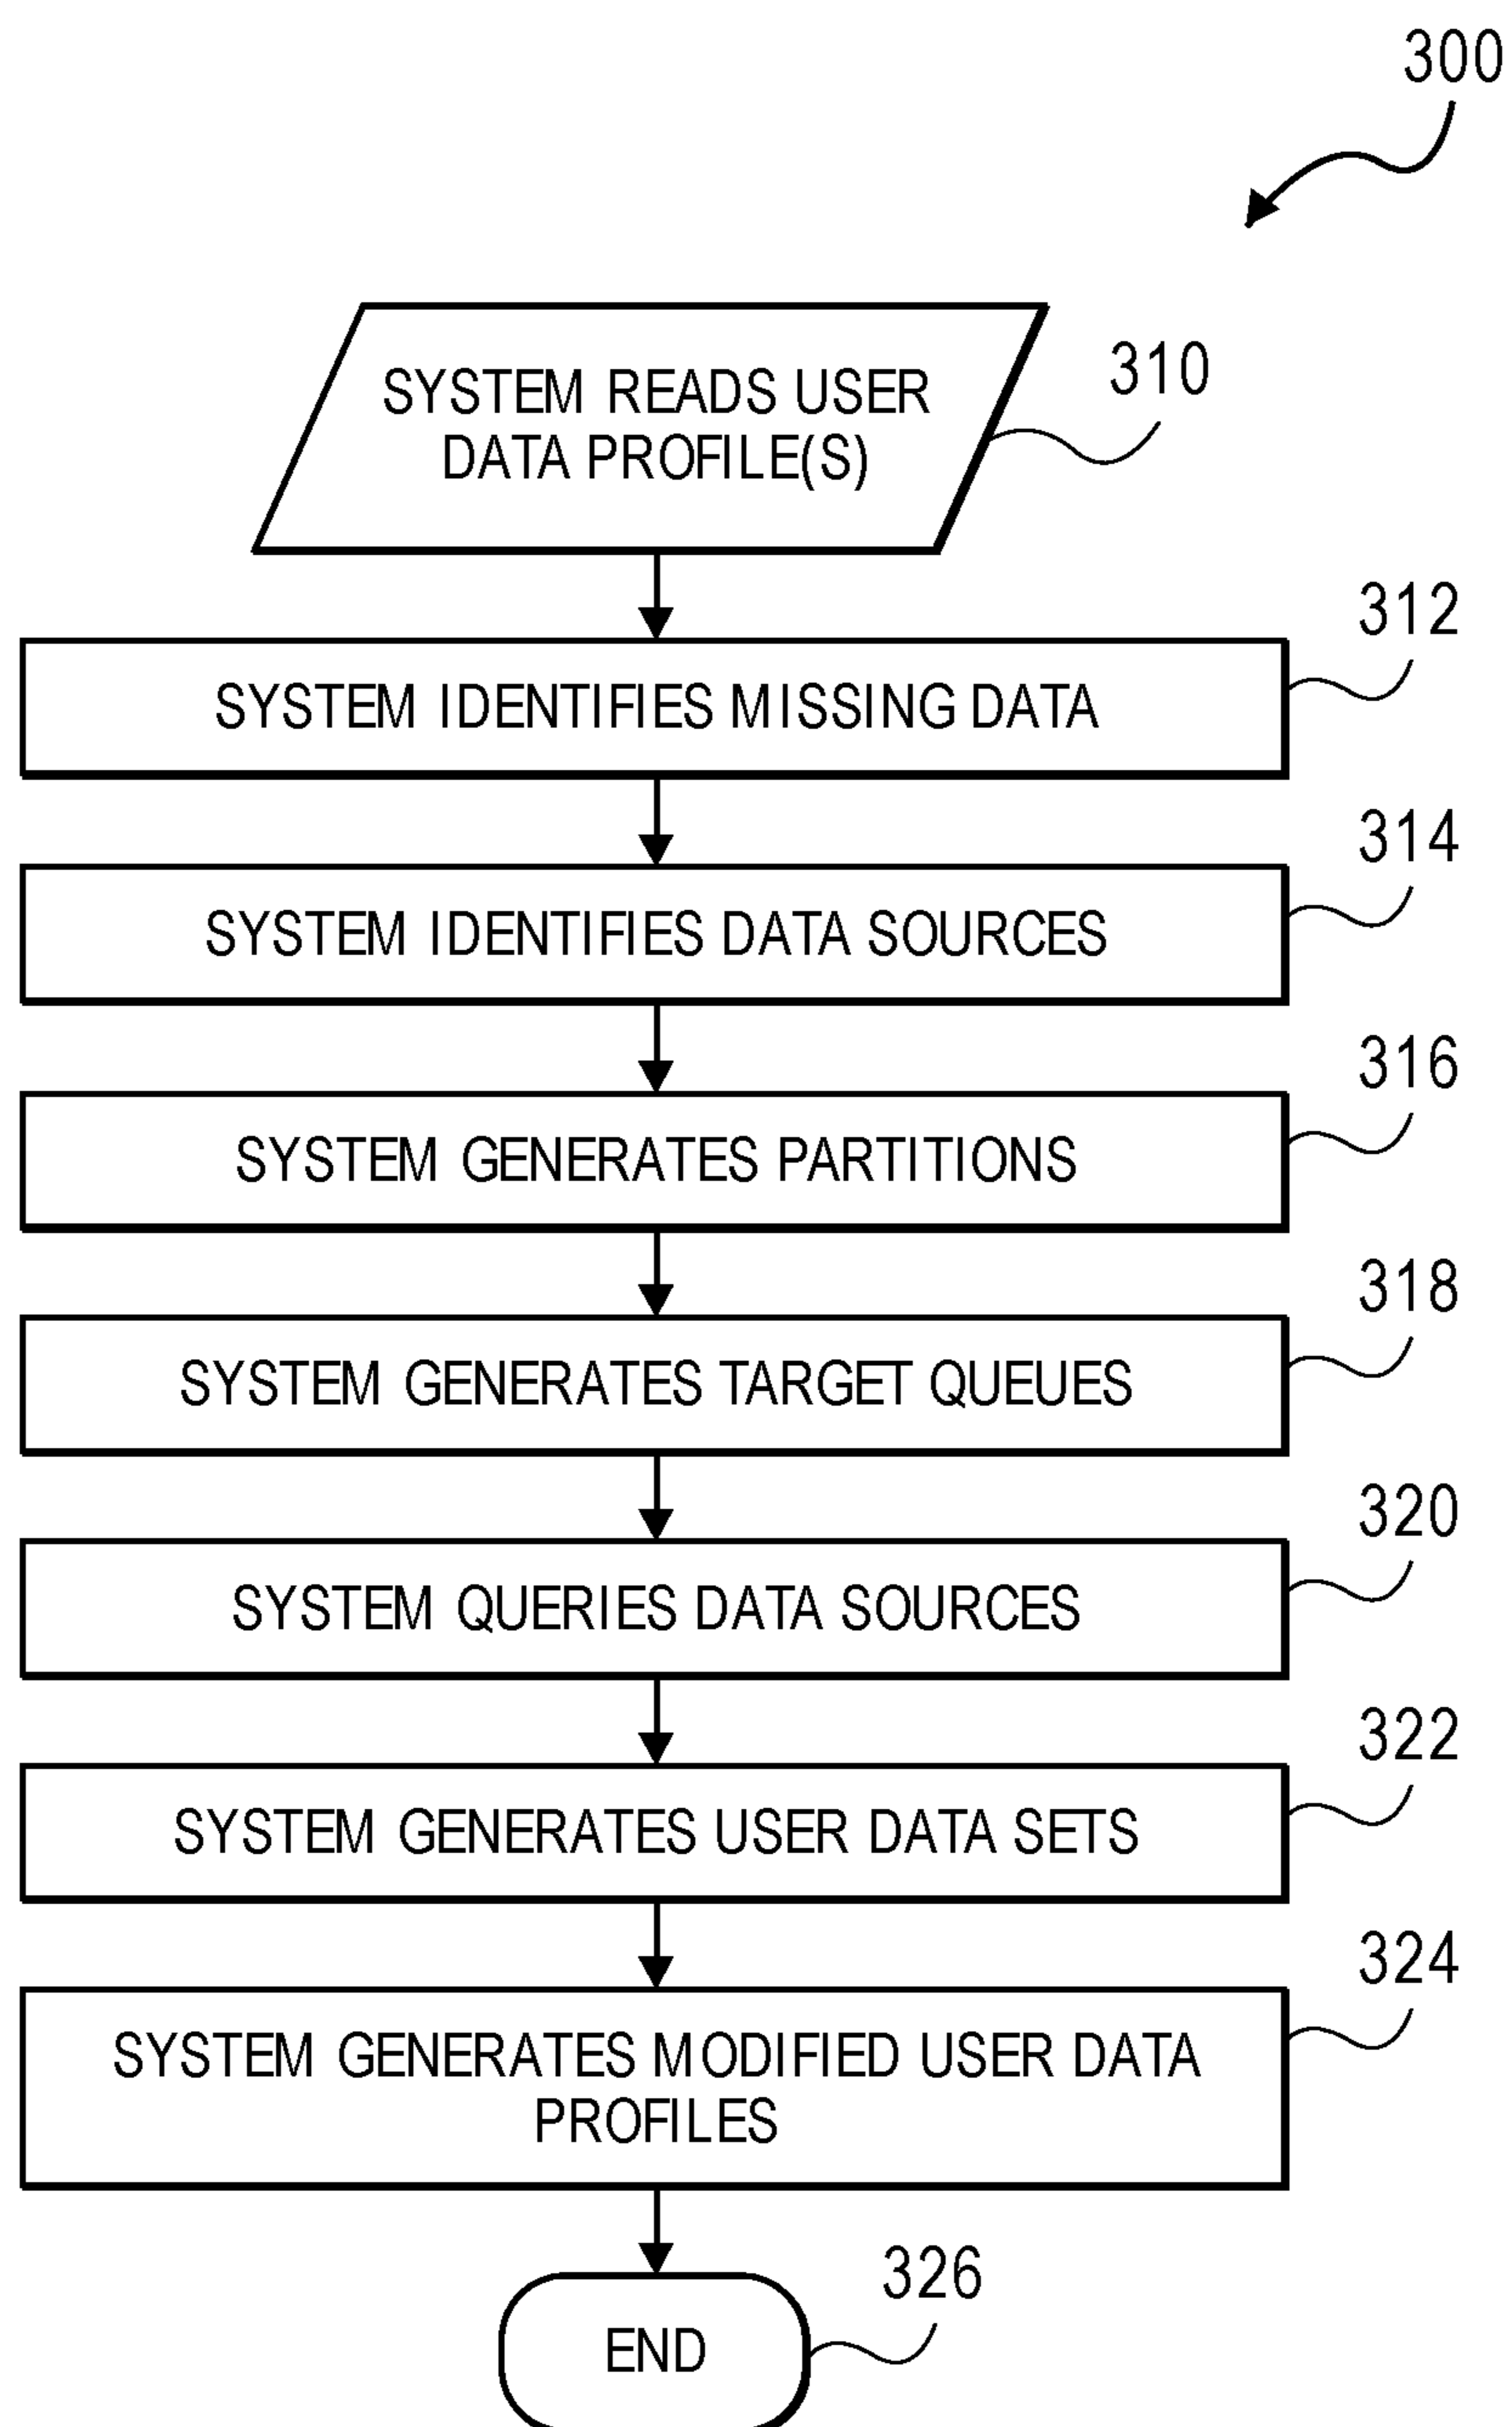 300
SYSTEM READS USER
DATA PROFILE(S)
310
312
SYSTEM IDENTIFIES MISSING DATA
314
SYSTEM IDENTIFIES DATA SOURCES
316
SYSTEM GENERATES PARTITIONS
318
SYSTEM GENERATES TARGET QUEUES
320
SYSTEM QUERIES DATA SOURCES
322
SYSTEM GENERATES USER DATA SETS
324
SYSTEM GENERATES MODIFIED USER DATA
PROFILES
326
END